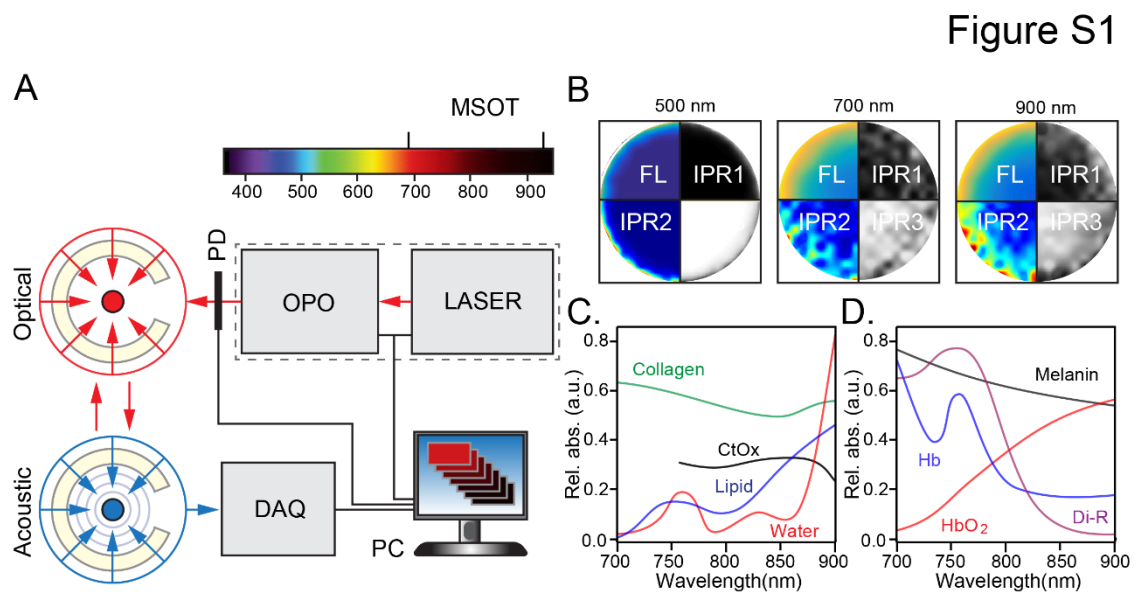 Figure S1
A
MSOT
400 500 600 700 800 900
Optical
PD
OPO
LASER
Acoustic
DAQ
PC
B
500 nm 700 nm 900 nm
FL IPR1
IPR2
FL IPR1
IPR2 IPR3
FL IPR1
IPR2 IPR3
C.
Rel. abs. (a.u.)
0.8
0.6
0.4
0.2
0.0
Collagen
CtOx
Lipid
Water
700 750 800 850 900
Wavelength(nm)
D.
Rel. abs. (a.u.)
0.8
0.6
0.4
0.2
0.0
Melanin
Hb
HbO2
Di-R
700 750 800 850 900
Wavelength(nm)